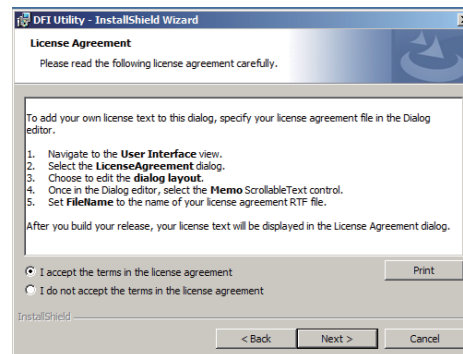 DFI Utility - InstallShield Wizard
License Agreement
Please read the following license agreement carefully.
To add your own license text to this dialog, specify your license agreement file in the Dialog
editor.
1. Navigate to the User Interface view.
2. Select the LicenseAgreement dialog.
3. Choose to edit the dialog layout.
4. Once in the Dialog editor, select the Memo ScrollableText control.
5. Set FileName to the name of your license agreement RTF file.
After you build your release, your license text will be displayed in the License Agreement dialog.
I accept the terms in the license agreement
Print
I do not accept the terms in the license agreement
InstallShield
< Back
Next >
Cancel